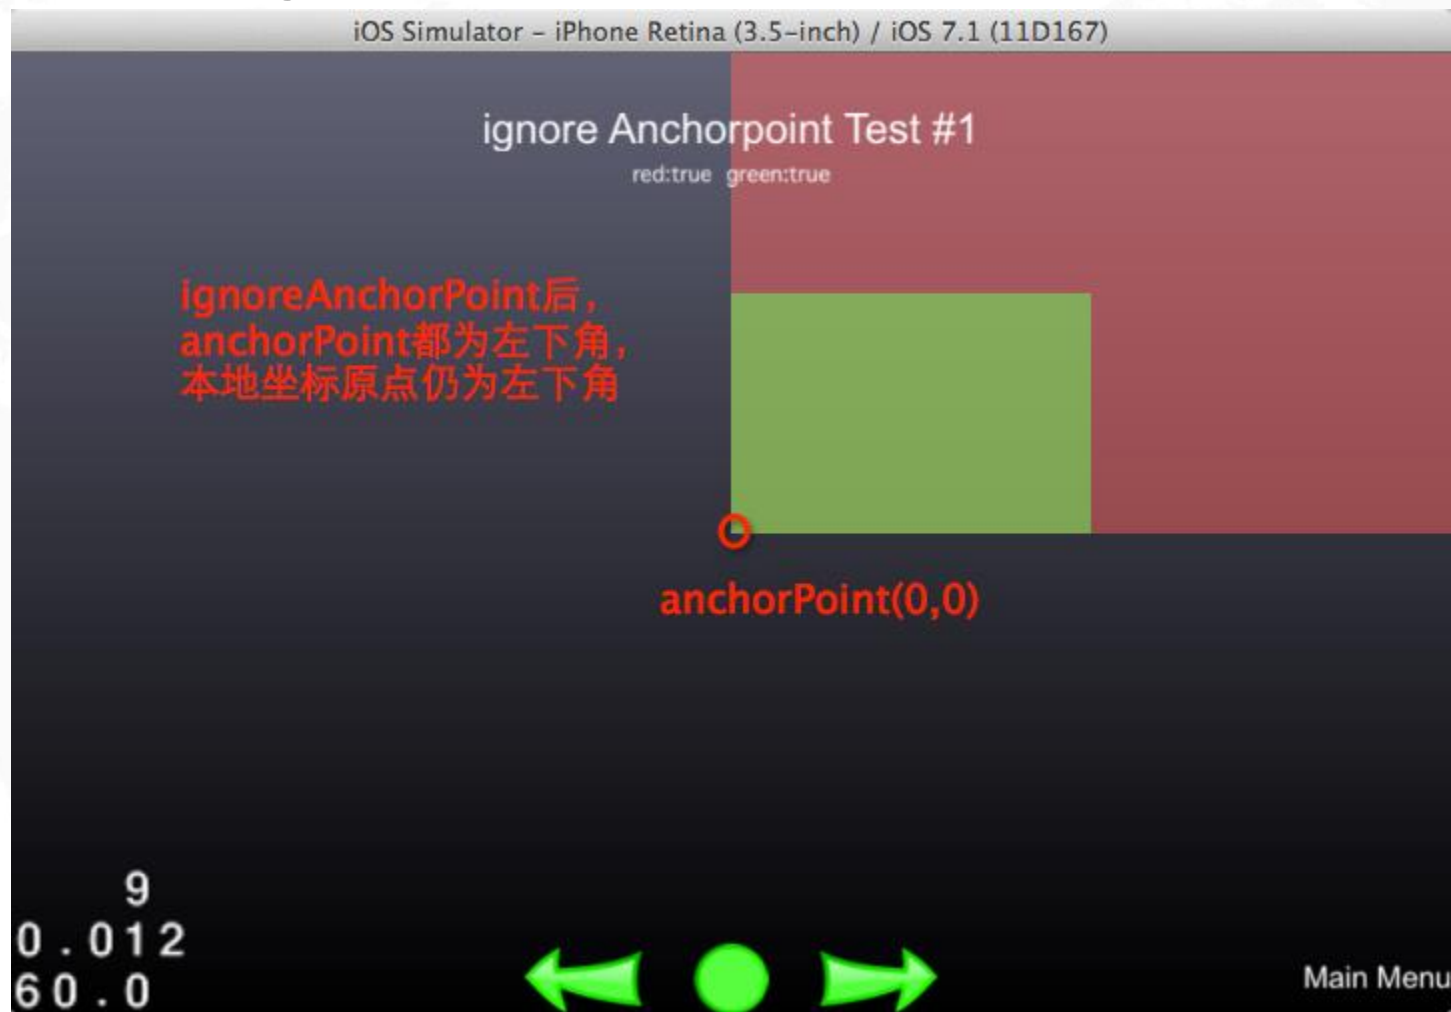 iOS Simulator – iPhone Retina (3.5-inch) / iOS 7.1 (11D167)
ignore Anchorpoint Test #1
red:true green:true
ignoreAnchorPoint后，
anchorPoint都为左下角，
本地坐标原点仍为左下角
anchorPoint(0,0)
9
0.012
60.0
Main Menu